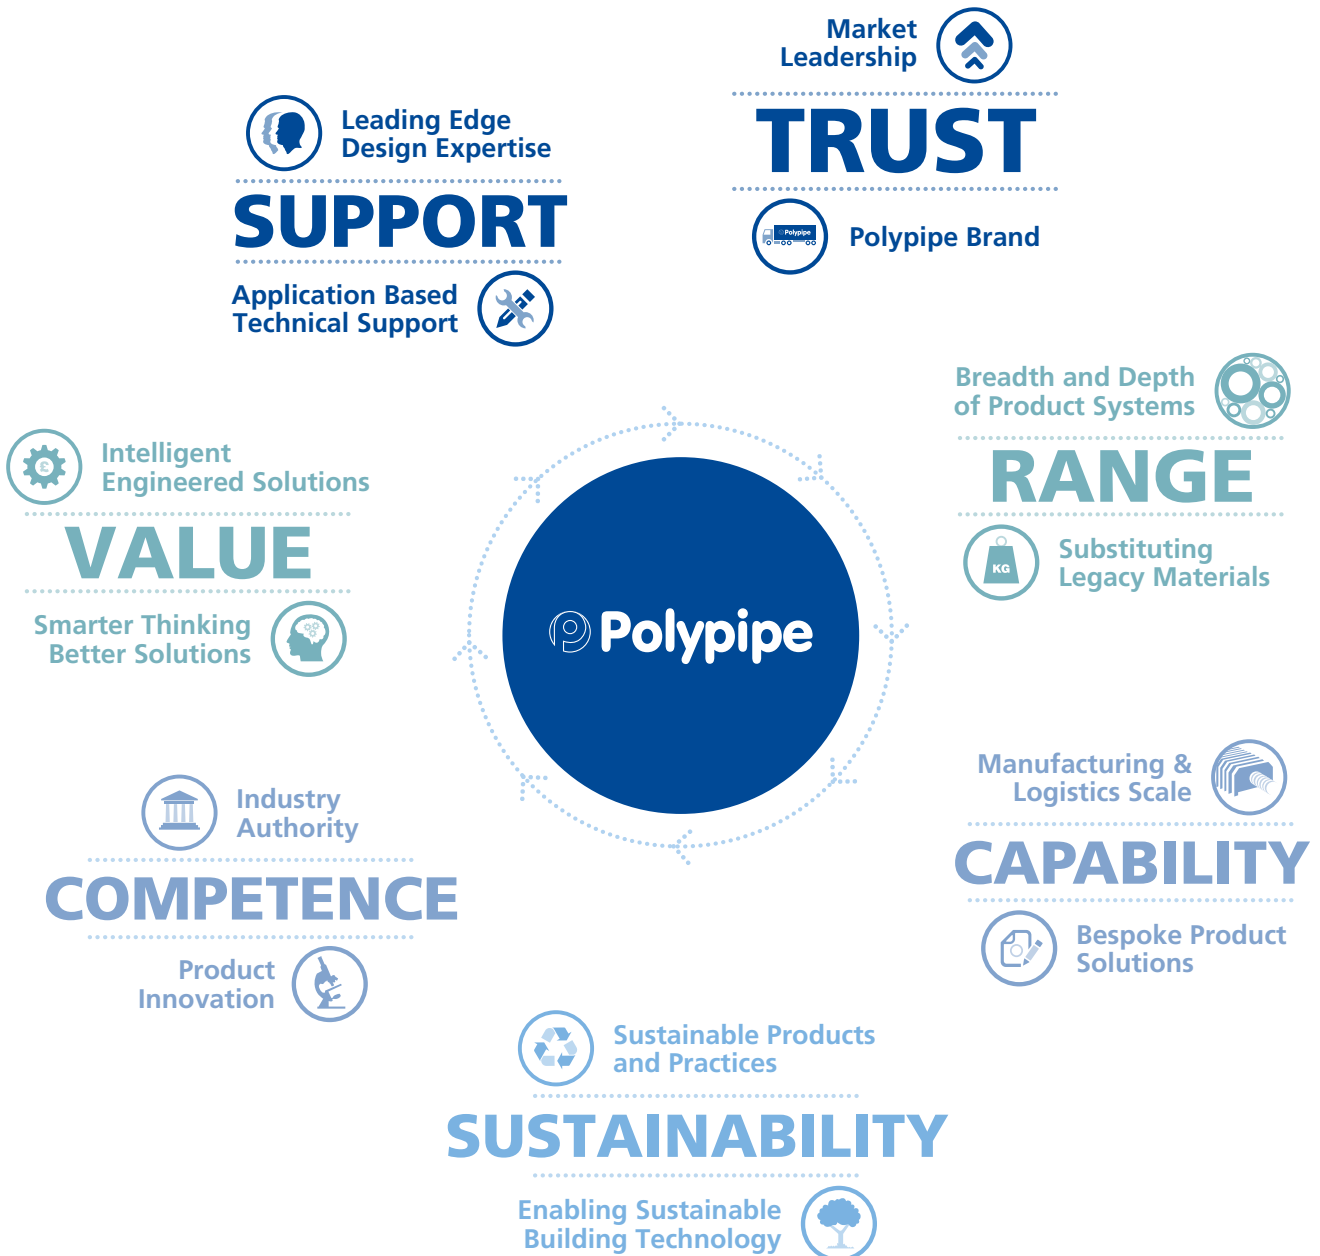 Market
Leadership
TRUST
Polypipe
Polypipe Brand
Leading Edge
Design Expertise
SUPPORT
Application Based
Technical Support
Breadth and Depth
of Product Systems
RANGE
KG
Substituting
Legacy Materials
Intelligent
Engineered Solutions
£
VALUE
Smarter Thinking
Better Solutions
Polypipe
Manufacturing &
Logistics Scale
CAPABILITY
Bespoke Product
Solutions
Industry
Authority
COMPETENCE
Product
Innovation
Sustainable Products
and Practices
SUSTAINABILITY
Enabling Sustainable
Building Technology